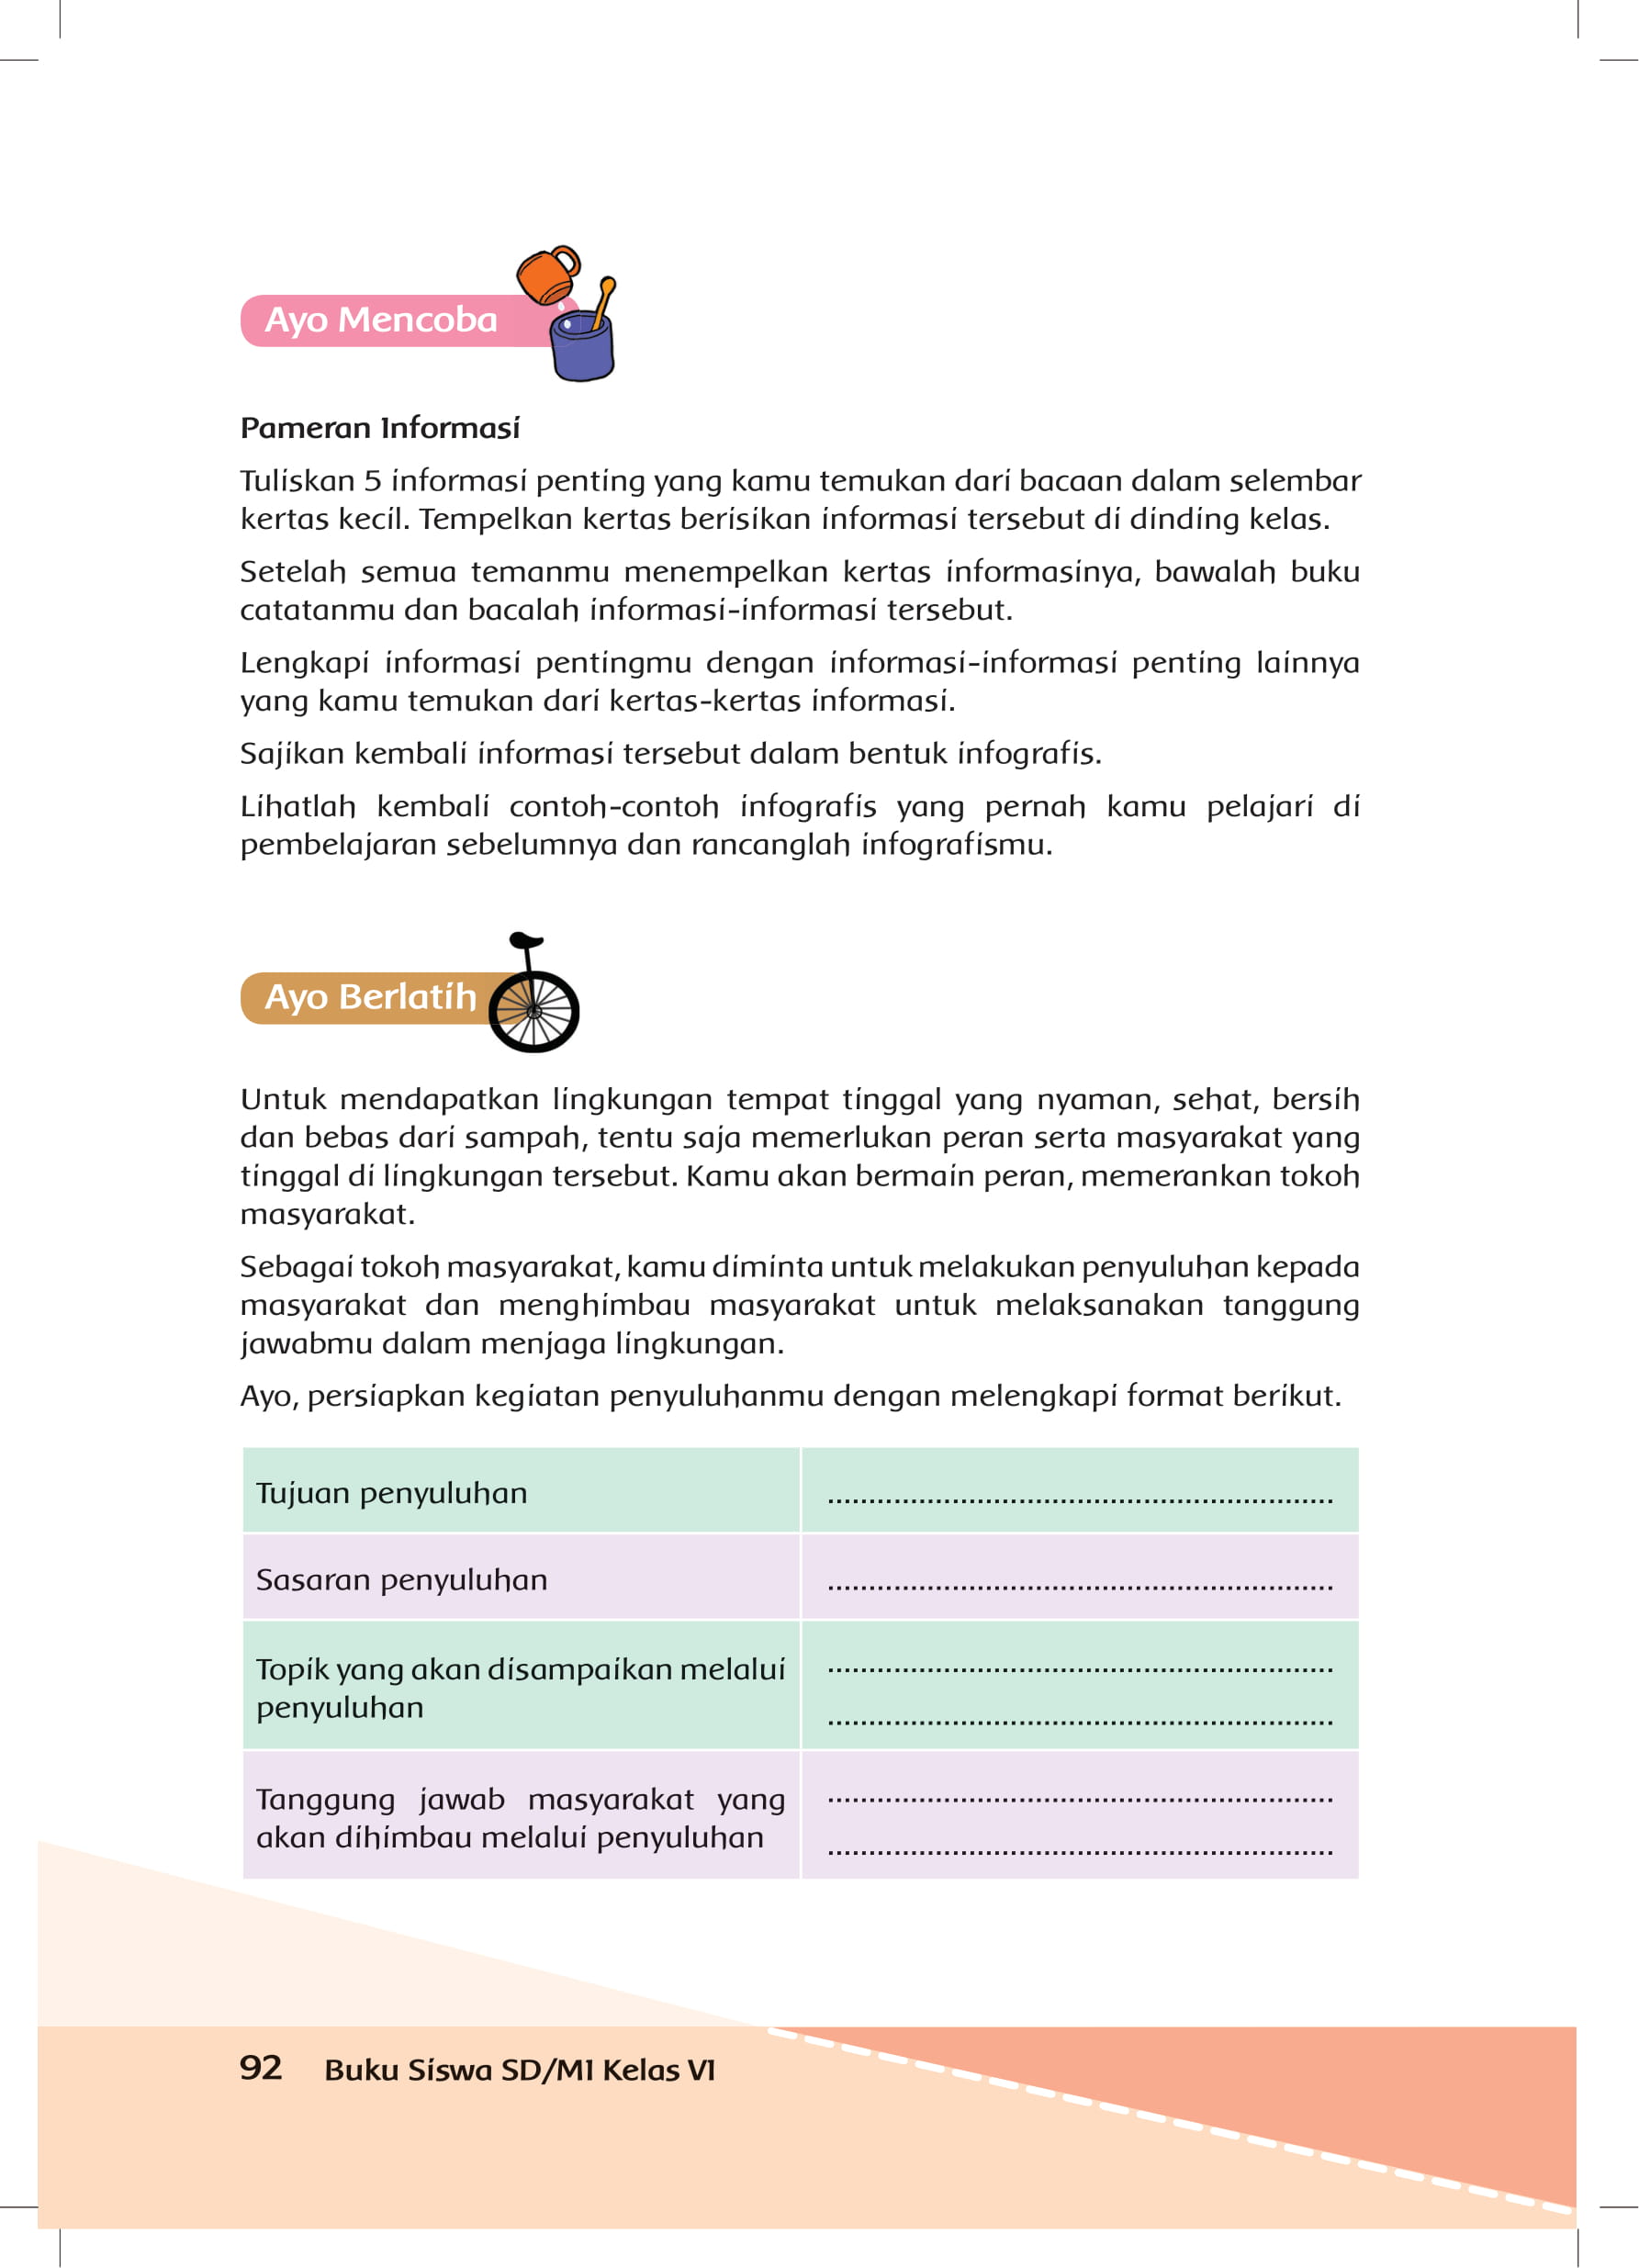 Ayo Mencoba
Pameran Informasi
Tuliskan 5 informasi penting yang kamu temukan dari bacaan dalam selembar
kertas kecil. Tempelkan kertas berisikan informasi tersebut di dinding kelas.
Setelah semua temanmu menempelkan kertas informasinya, bawalah buku
catatanmu dan bacalah informasi-informasi tersebut.
Lengkapi informasi pentingmu dengan informasi-informasi penting lainnya
yang kamu temukan dari kertas-kertas informasi.
Sajikan kembali informasi tersebut dalam bentuk infografis.
Lihatlah kembali contoh-contoh infografis yang pernah kamu pelajari di
pembelajaran sebelumnya dan rancanglah infografismu.
Ayo Berlatih
Untuk mendapatkan lingkungan tempat tinggal yang nyaman, sehat, bersih
dan bebas dari sampah, tentu saja memerlukan peran serta masyarakat yang
tinggal di lingkungan tersebut. Kamu akan bermain peran, memerankan tokoh
masyarakat.
Sebagai tokoh masyarakat, kamu diminta untuk melakukan penyuluhan kepada
masyarakat dan menghimbau masyarakat untuk melaksanakan tanggung
jawabmu dalam menjaga lingkungan.
Ayo, persiapkan kegiatan penyuluhanmu dengan melengkapi format berikut.
Tujuan penyuluhan ........................................................
Sasaran penyuluhan ........................................................
Topik yang akan disampaikan melalui ........................................................
penyuluhan ........................................................
Tanggung jawab masyarakat yang ........................................................
akan dihimbau melalui penyuluhan ........................................................
92 Buku Siswa SD/MI Kelas VI